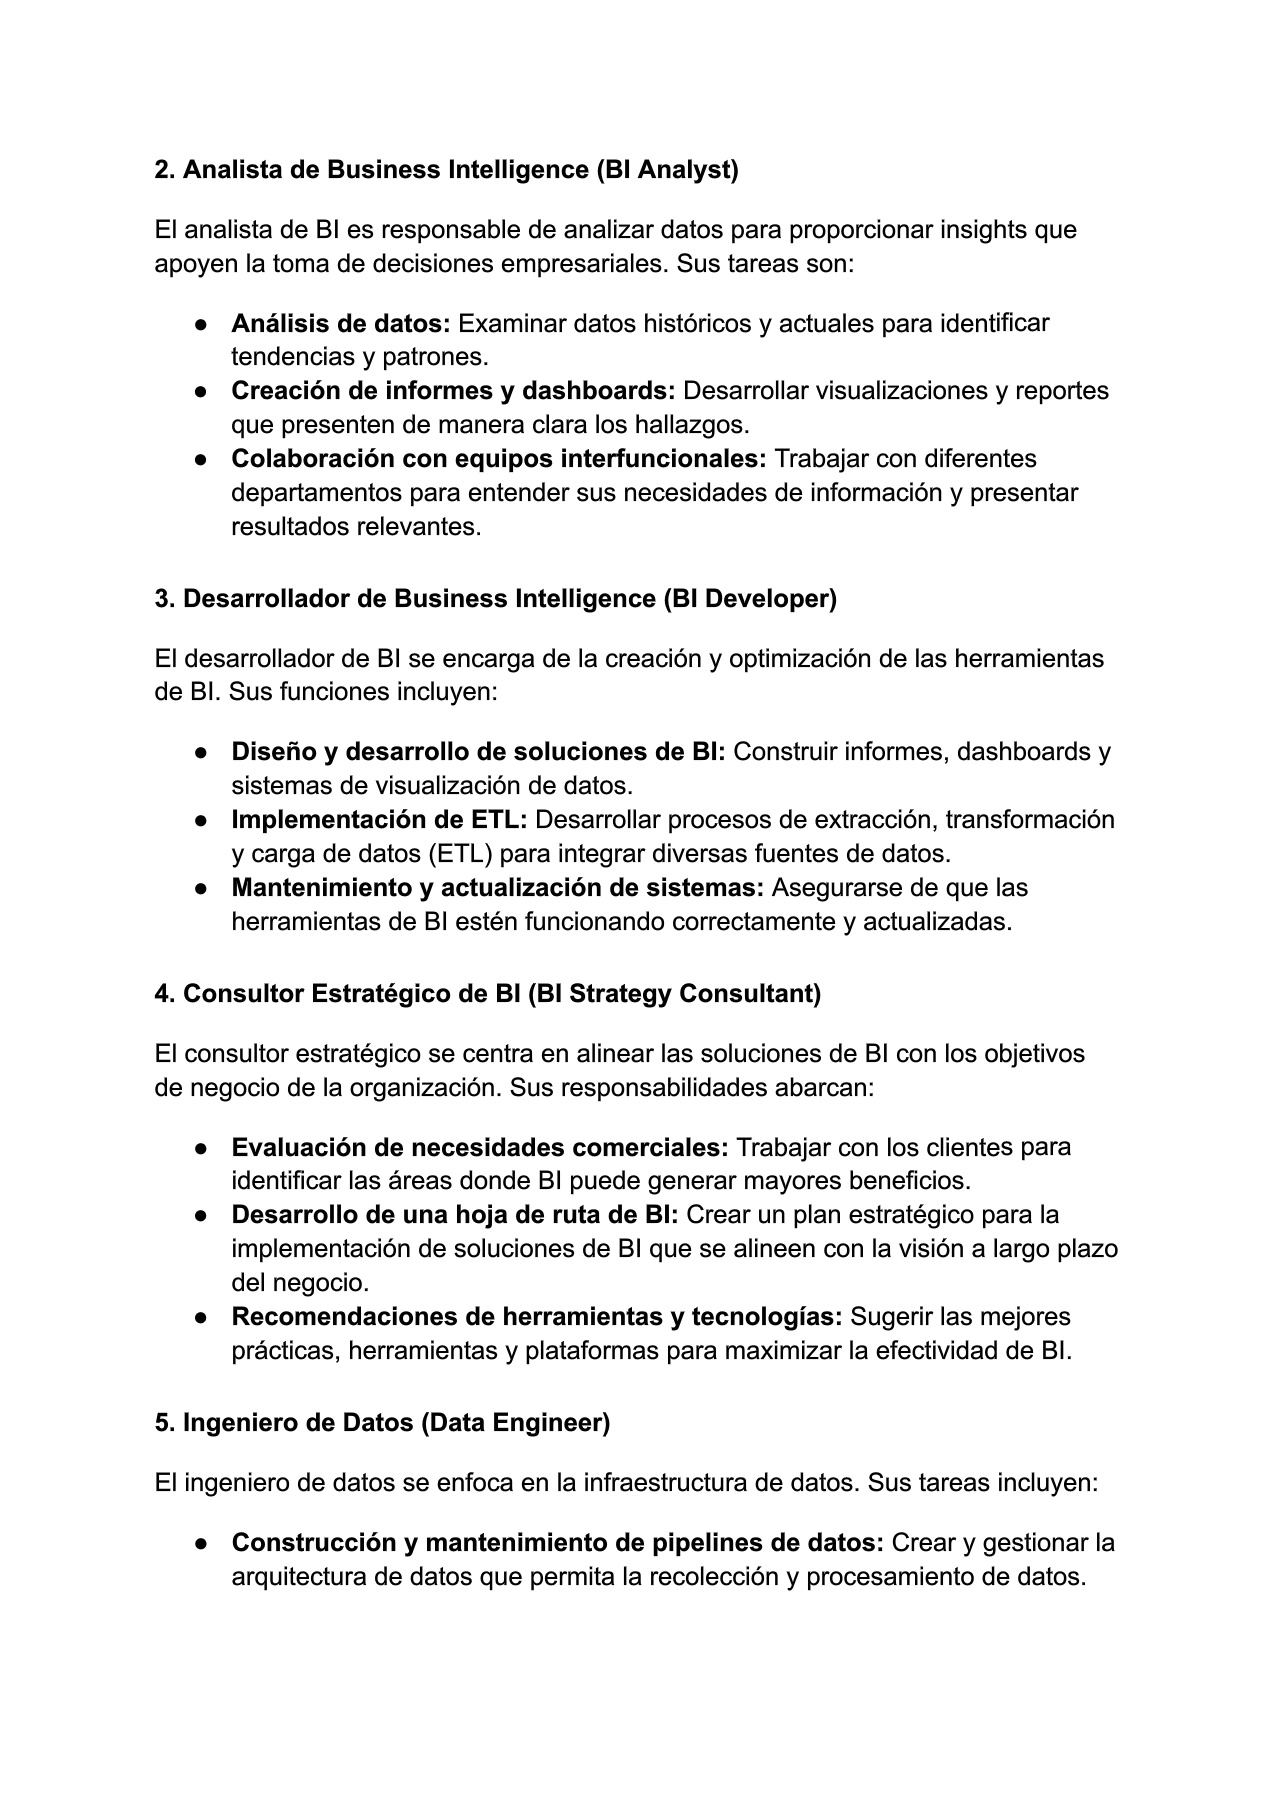 2. Analista de Business Intelligence (BI Analyst)
El analista de BI es responsable de analizar datos para proporcionar insights que
apoyen la toma de decisiones empresariales. Sus tareas son:
● Análisis de datos: Examinar datos históricos y actuales para identificar
tendencias y patrones.
● Creación de informes y dashboards: Desarrollar visualizaciones y reportes
que presenten de manera clara los hallazgos.
● Colaboración con equipos interfuncionales: Trabajar con diferentes
departamentos para entender sus necesidades de información y presentar
resultados relevantes.
3. Desarrollador de Business Intelligence (BI Developer)
El desarrollador de BI se encarga de la creación y optimización de las herramientas
de BI. Sus funciones incluyen:
● Diseño y desarrollo de soluciones de BI: Construir informes, dashboards y
sistemas de visualización de datos.
● Implementación de ETL: Desarrollar procesos de extracción, transformación
y carga de datos (ETL) para integrar diversas fuentes de datos.
● Mantenimiento y actualización de sistemas: Asegurarse de que las
herramientas de BI estén funcionando correctamente y actualizadas.
4. Consultor Estratégico de BI (BI Strategy Consultant)
El consultor estratégico se centra en alinear las soluciones de BI con los objetivos
de negocio de la organización. Sus responsabilidades abarcan:
● Evaluación de necesidades comerciales: Trabajar con los clientes para
identificar las áreas donde BI puede generar mayores beneficios.
● Desarrollo de una hoja de ruta de BI: Crear un plan estratégico para la
implementación de soluciones de BI que se alineen con la visión a largo plazo
del negocio.
● Recomendaciones de herramientas y tecnologías: Sugerir las mejores
prácticas, herramientas y plataformas para maximizar la efectividad de BI.
5. Ingeniero de Datos (Data Engineer)
El ingeniero de datos se enfoca en la infraestructura de datos. Sus tareas incluyen:
● Construcción y mantenimiento de pipelines de datos: Crear y gestionar la
arquitectura de datos que permita la recolección y procesamiento de datos.